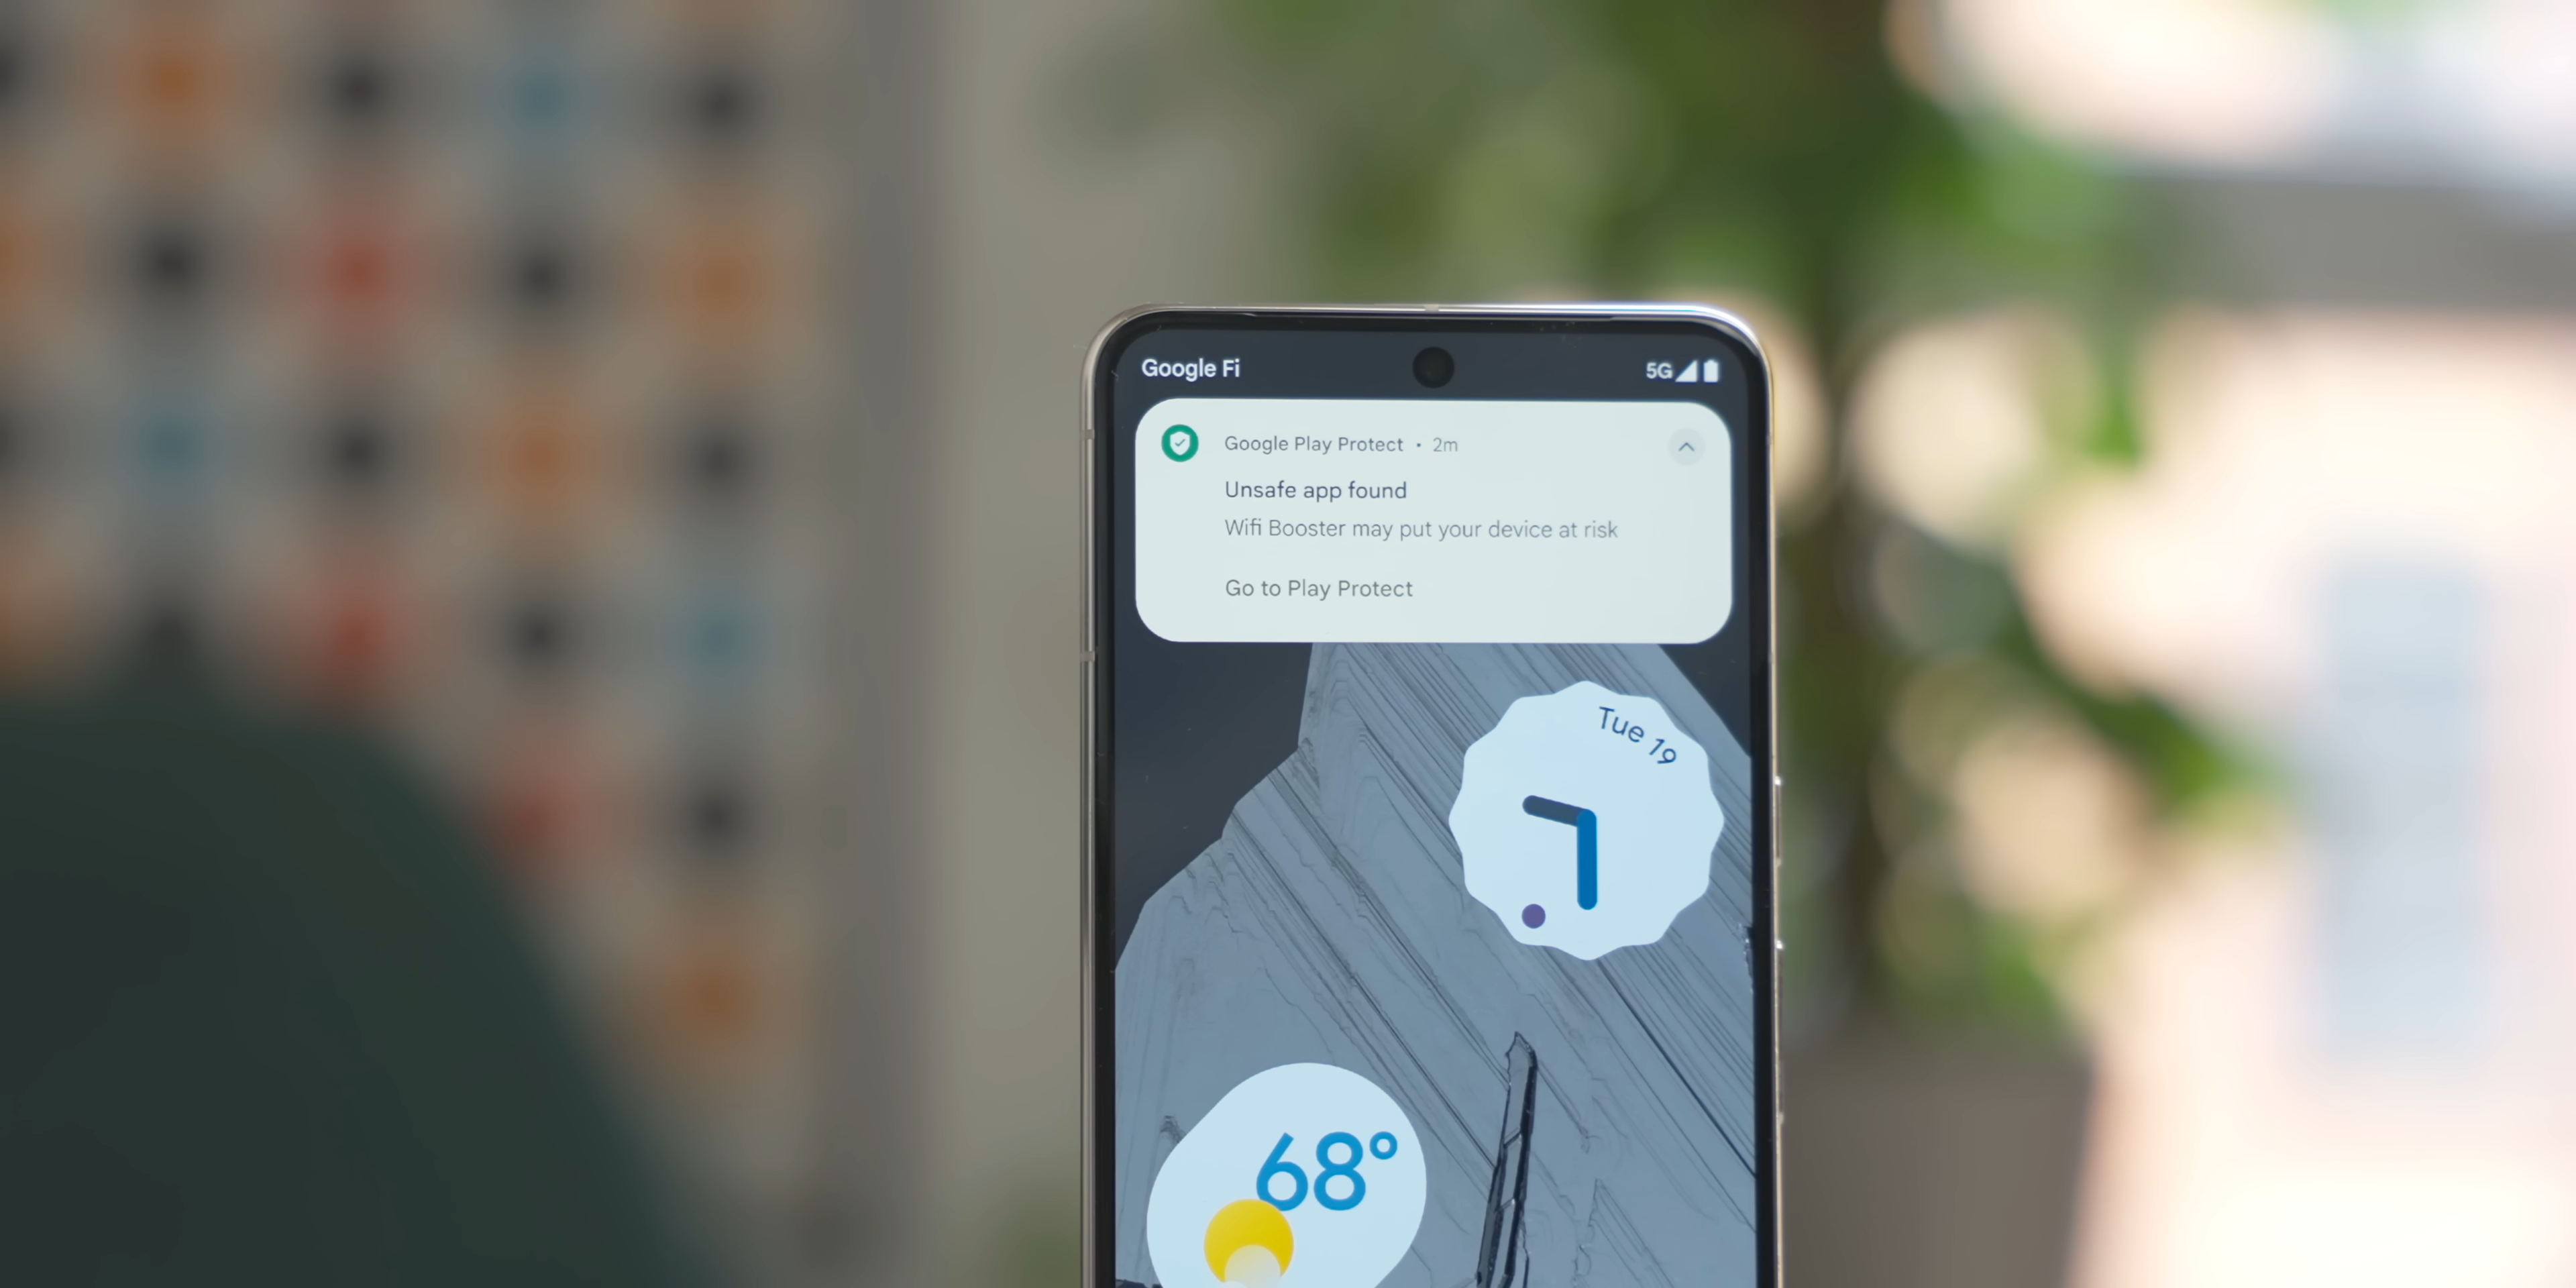 Google Fi
5G
Google Play Protect • 2m
Unsafe app found
Wifi Booster may put your device at risk
Go to Play Protect
Tue 19
68°